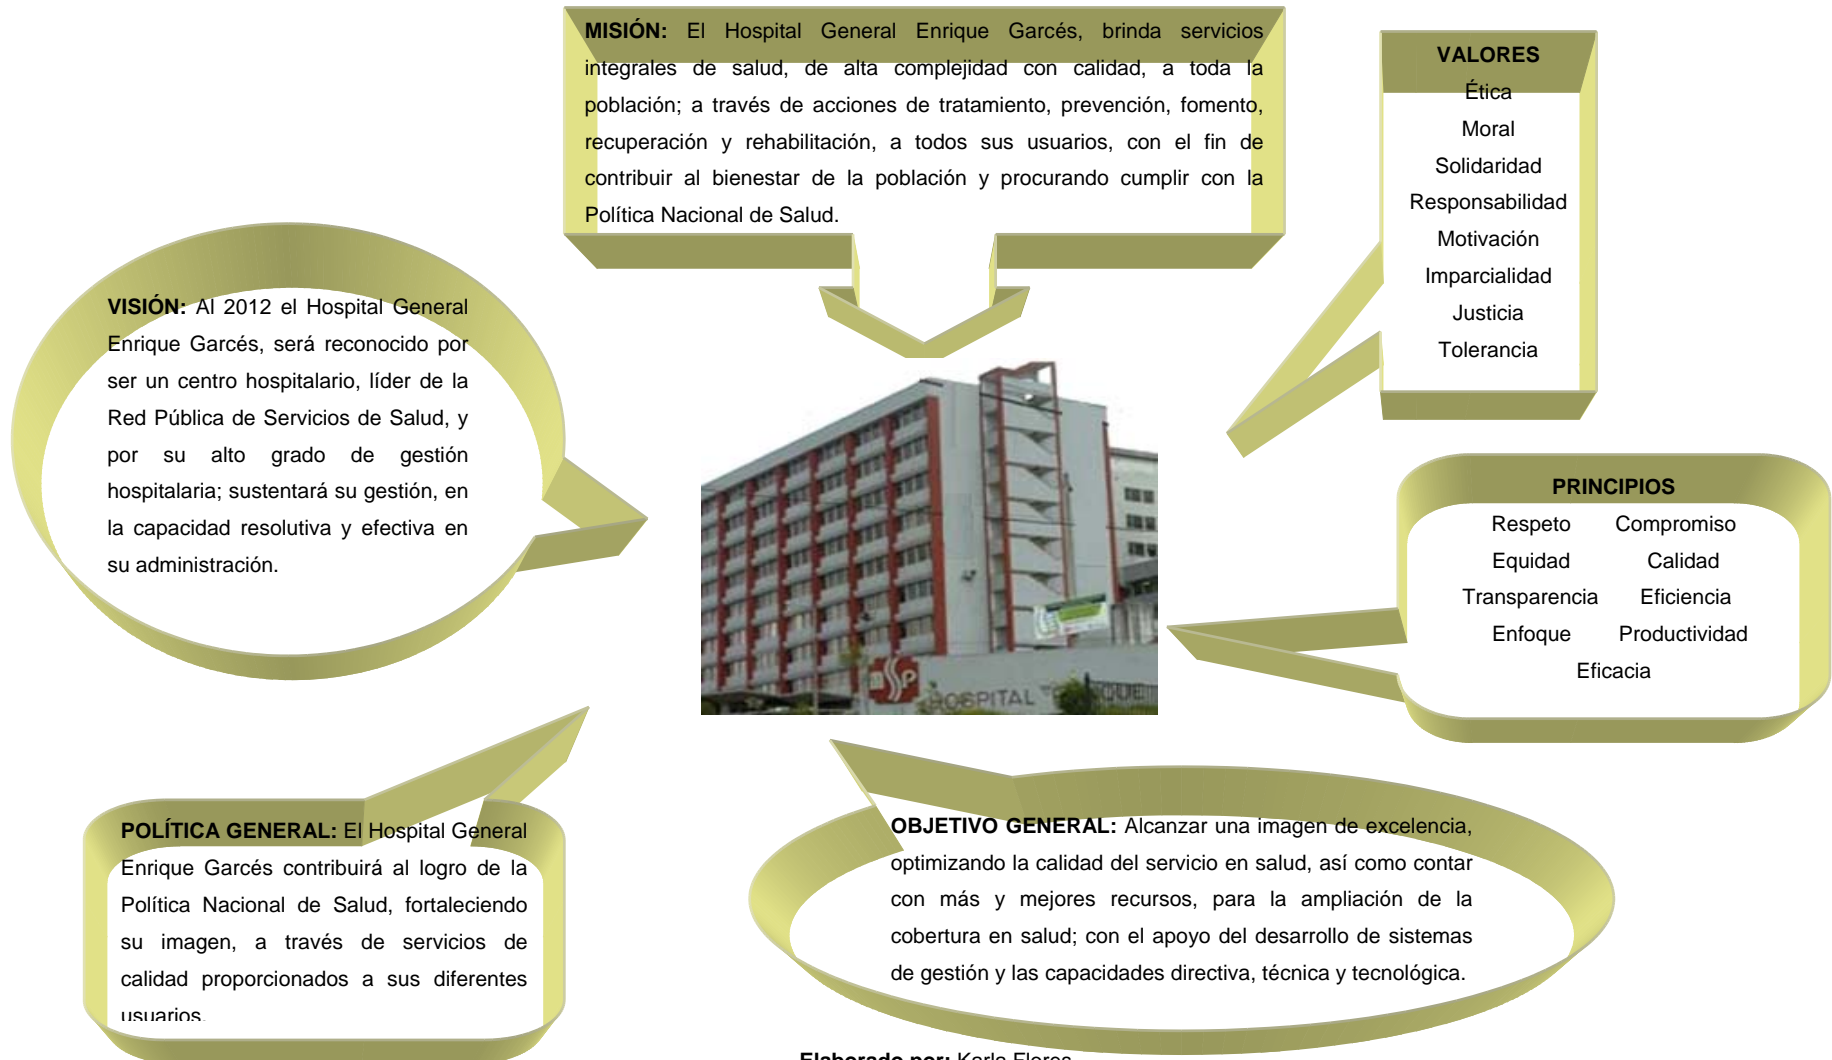 MISIÓN: El Hospital General Enrique Garcés, brinda servicios
integrales de salud, de alta complejidad con calidad, a toda la
población; a través de acciones de tratamiento, prevención, fomento,
recuperación y rehabilitación, a todos sus usuarios, con el fin de
contribuir al bienestar de la población y procurando cumplir con la
Política Nacional de Salud.
VALORES
Ética
Moral
Solidaridad
Responsabilidad
Motivación
Imparcialidad
Justicia
Tolerancia
VISIÓN: Al 2012 el Hospital General
Enrique Garcés, será reconocido por
ser un centro hospitalario, líder de la
Red Pública de Servicios de Salud, y
por su alto grado de gestión
hospitalaria; sustentará su gestión, en
la capacidad resolutiva y efectiva en
su administración.
PRINCIPIOS
Respeto Compromiso
Equidad Calidad
Transparencia Eficiencia
Enfoque Productividad
Eficacia
HOSPITAL
POLÍTICA GENERAL: El Hospital General
Enrique Garcés contribuirá al logro de la
Política Nacional de Salud, fortaleciendo
su imagen, a través de servicios de
calidad proporcionados a sus diferentes
usuarios.
OBJETIVO GENERAL: Alcanzar una imagen de excelencia,
optimizando la calidad del servicio en salud, así como contar
con más y mejores recursos, para la ampliación de la
cobertura en salud; con el apoyo del desarrollo de sistemas
de gestión y las capacidades directiva, técnica y tecnológica.
Elaborado por: Karla Flores